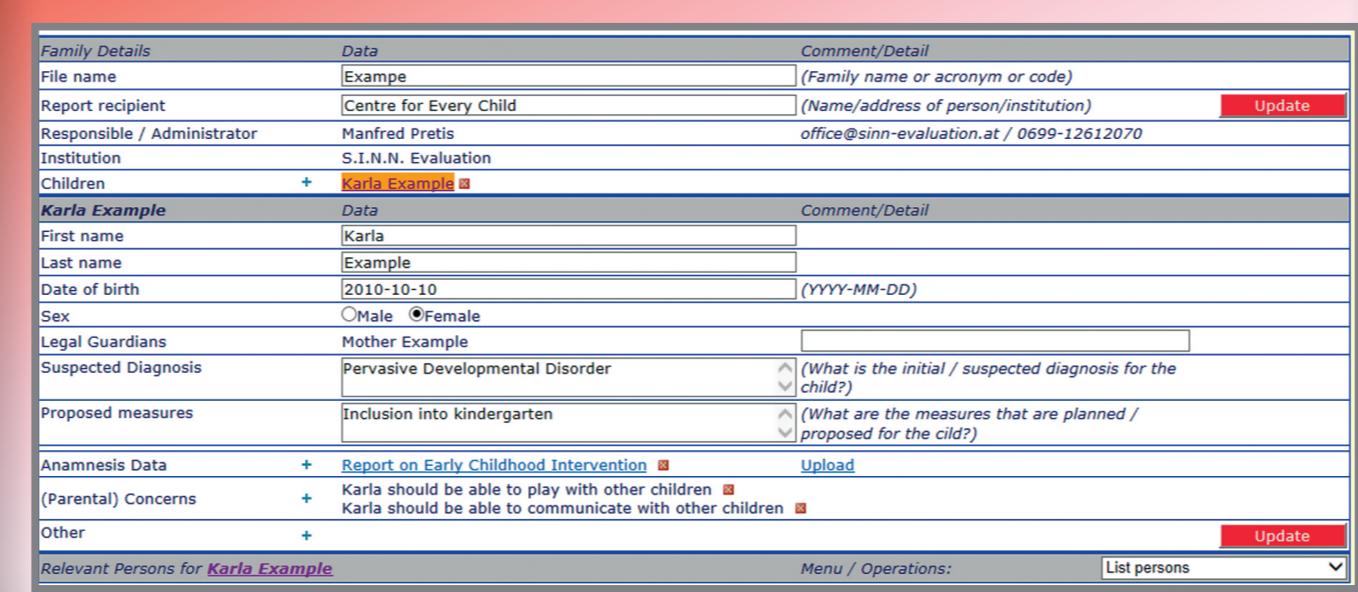 Family Details Data Comment/Detail
File name Exampe (Family name or acronym or code)
Report recipient Centre for Every Child (Name/address of person/institution) Update
Responsible / Administrator Manfred Pretis office@sinn-evaluation.at / 0699-12612070
Institution S.I.N.N. Evaluation
Children + Karla Example
Karla Example Data Comment/Detail
First name Karla
Last name Example
Date of birth 2010-10-10 (YYYY-MM-DD)
Sex Male Female
Legal Guardians Mother Example
Suspected Diagnosis Pervasive Developmental Disorder (What is the initial / suspected diagnosis for the
child?)
Proposed measures Inclusion into kindergarten (What are the measures that are planned /
proposed for the cild?)
Anamnesis Data + Report on Early Childhood Intervention Upload
(Parental) Concerns + Karla should be able to play with other children
Karla should be able to communicate with other children
Other + Update
Relevant Persons for Karla Example Menu / Operations: List persons